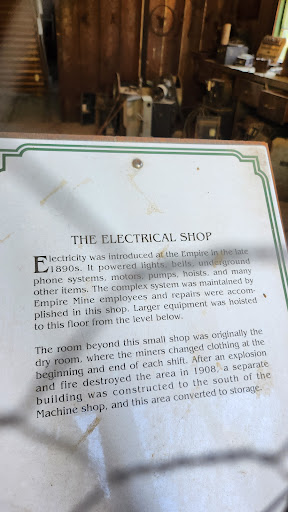 THE ELECTRICAL SHOP
Electricity was introduced at the Empire in the late
1890s. It powered lights, bells, underground
phone systems, motors, pumps, hoists, and many
other items. The complex system was maintained by
Empire Mine employees and repairs were accom-
plished in this shop. Larger equipment was hoisted
to this floor from the level below.
The room beyond this small shop was originally the
dry room, where the miners changed clothing at the
beginning and end of each shift. After an explosion
and fire destroyed the area in 1908, a separate
building was constructed to the south of the
Machine shop, and this area converted to storage.